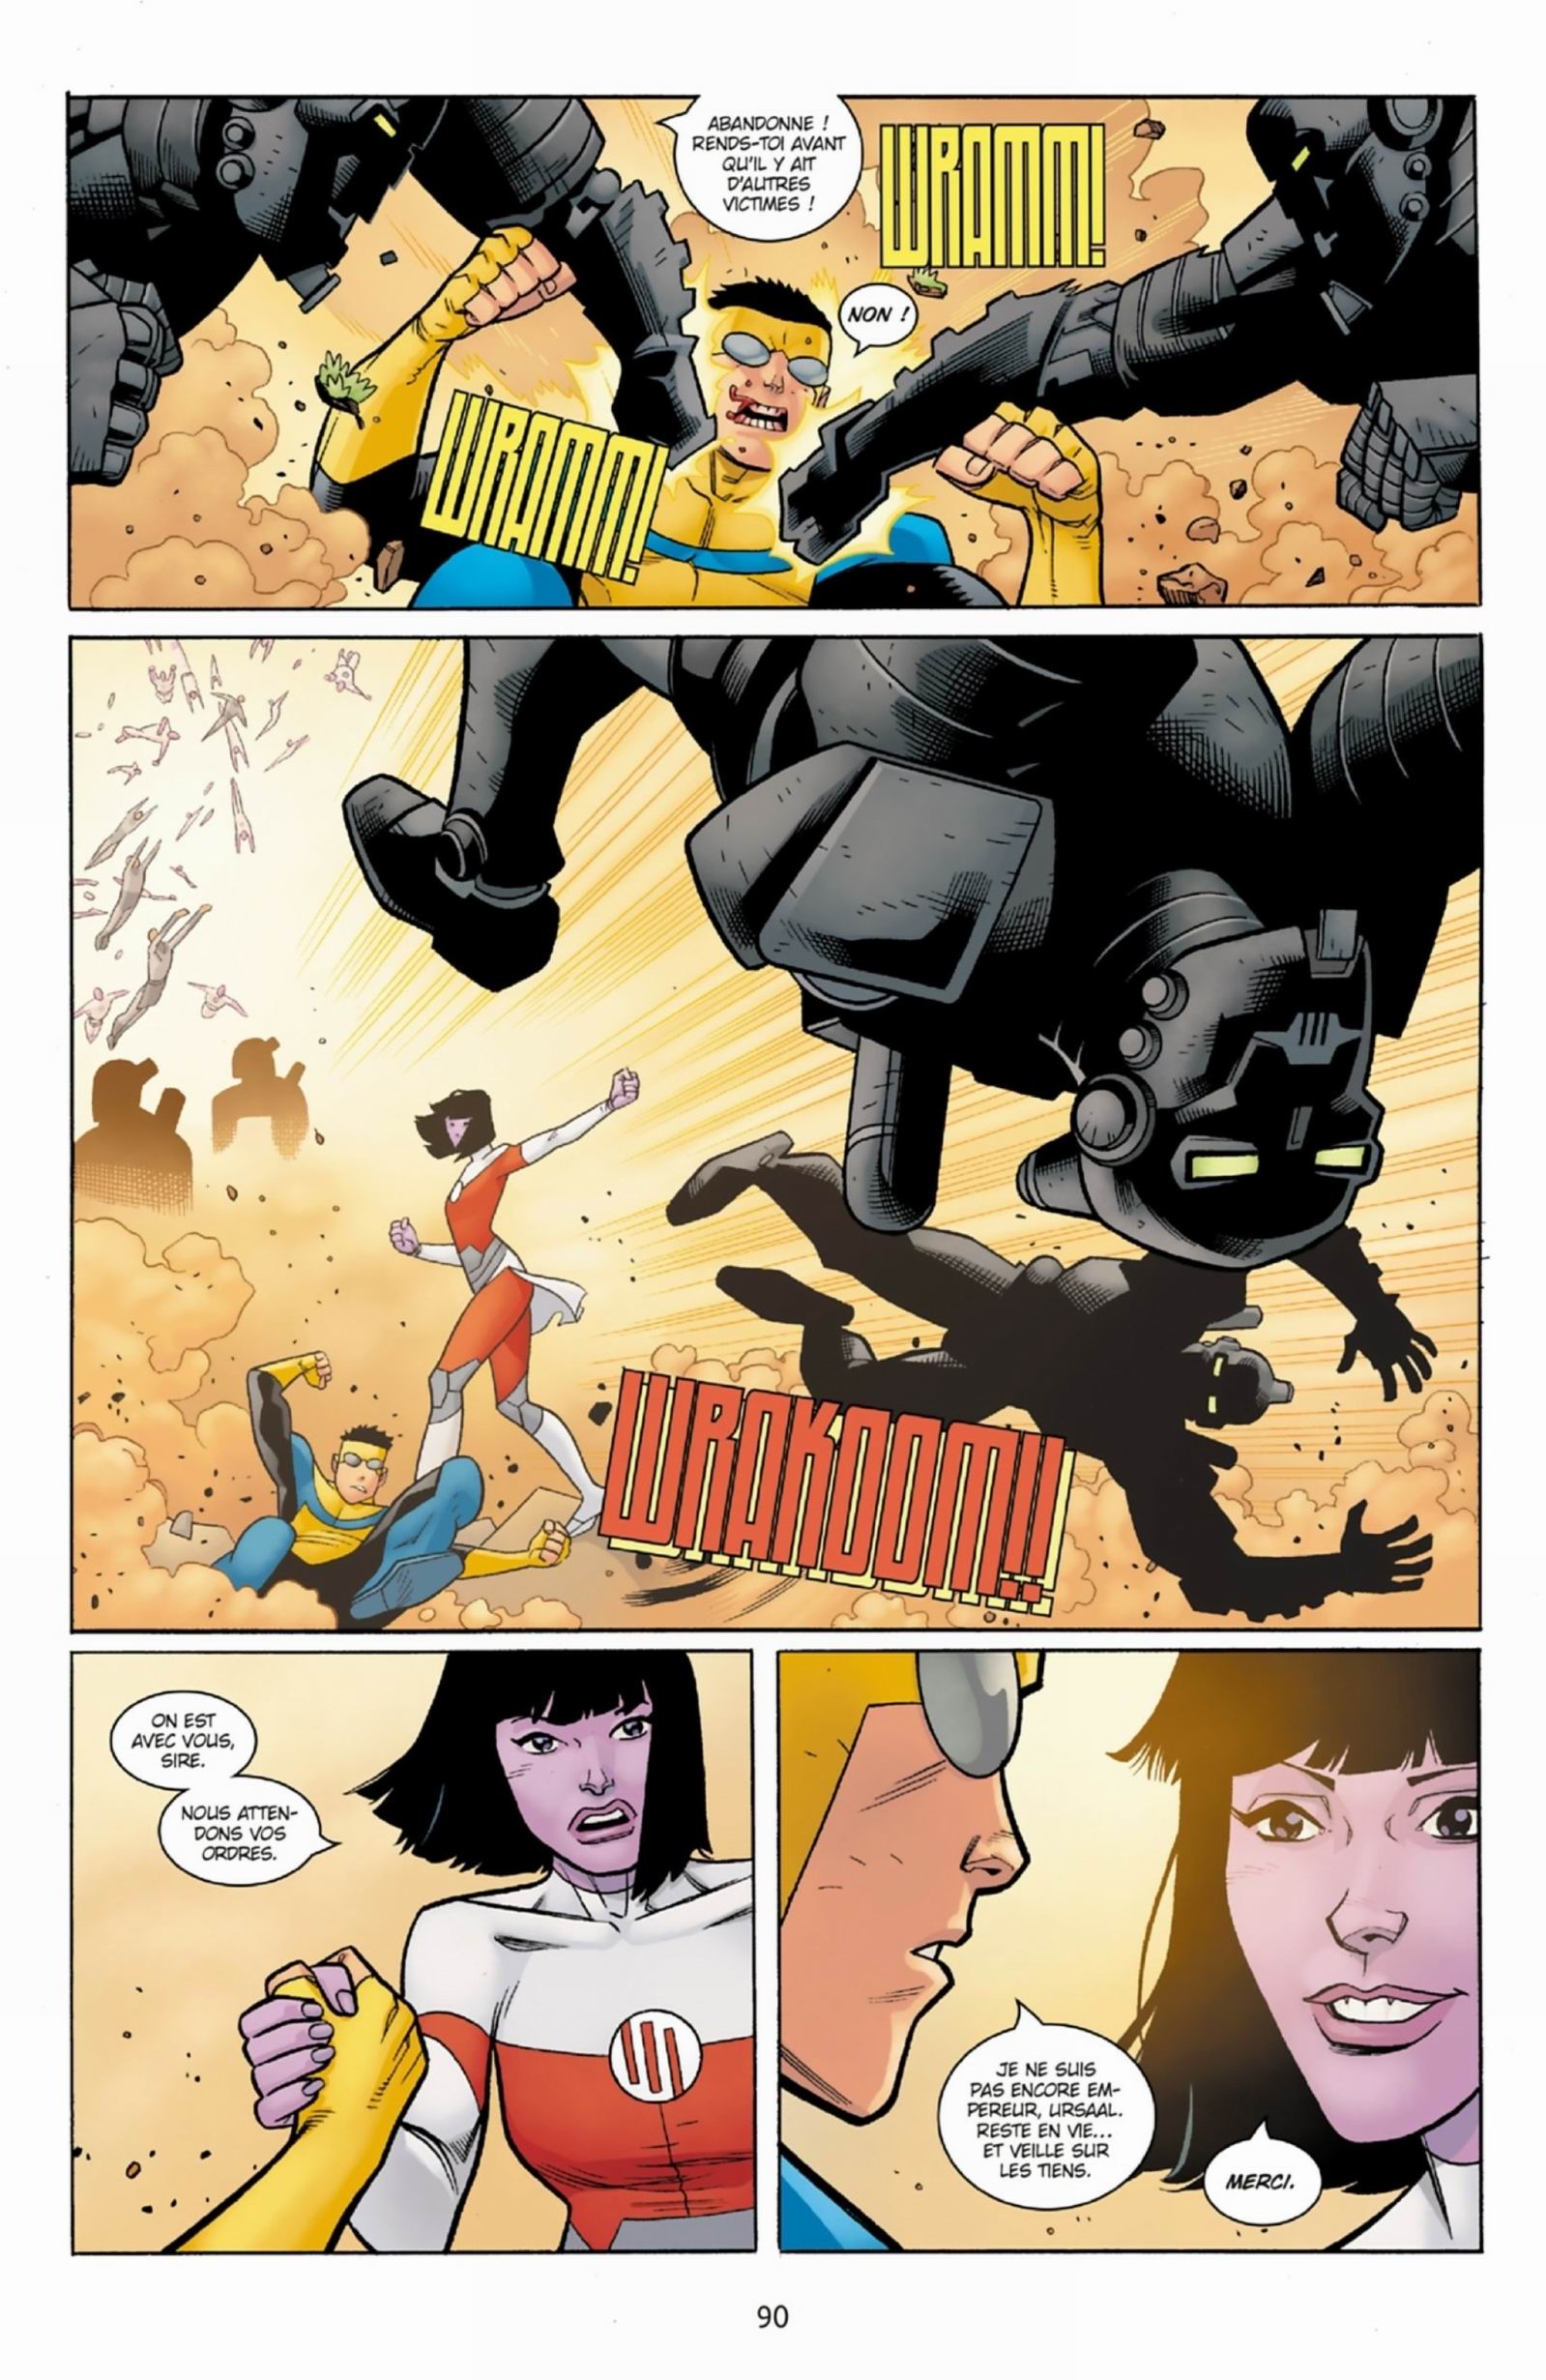 ABANDONNE !
RENDS-TOI AVANT
QU'IL Y AIT
D'AUTRES
VICTIMES !
WRAMM!
NON !
WRAMM!
WRAKOOM!!
ON EST
AVEC VOUS,
SIRE.
NOUS ATTEN-
DONS VOS
ORDRES.
JE NE SUIS
PAS ENCORE EM-
PEREUR, URSAAL.
RESTE EN VIE...
ET VEILLE SUR
LES TIENS.
MERCI.
90